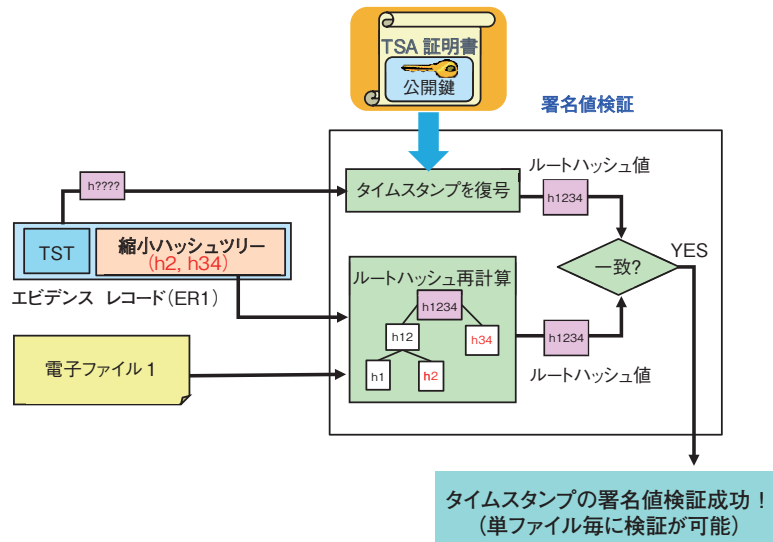 TSA 証明書
公開鍵
署名値検証
ルートハッシュ値
h????
タイムスタンプを復号
h1234
TST
縮小ハッシュツリー
(h2, h34)
YES
一致?
エビデンス レコード(ER1)
ルートハッシュ再計算
h1234
h12
h34
h1
h2
h1234
ルートハッシュ値
電子ファイル1
タイムスタンプの署名値検証成功！
(単ファイル毎に検証が可能)